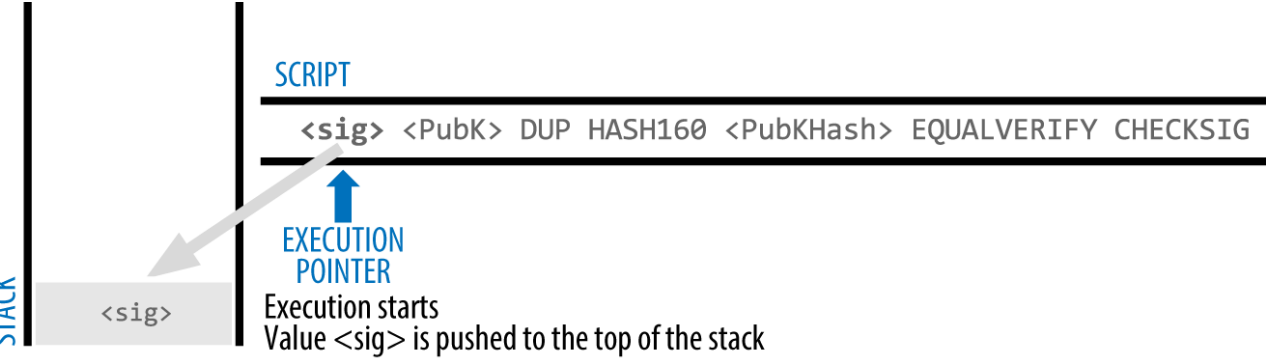 SCRIPT
<sig> <PubK> DUP HASH160 <PubKHash> EQUALVERIFY CHECKSIG
EXECUTION
POINTER
STACK
<sig>
Execution starts
Value <sig> is pushed to the top of the stack